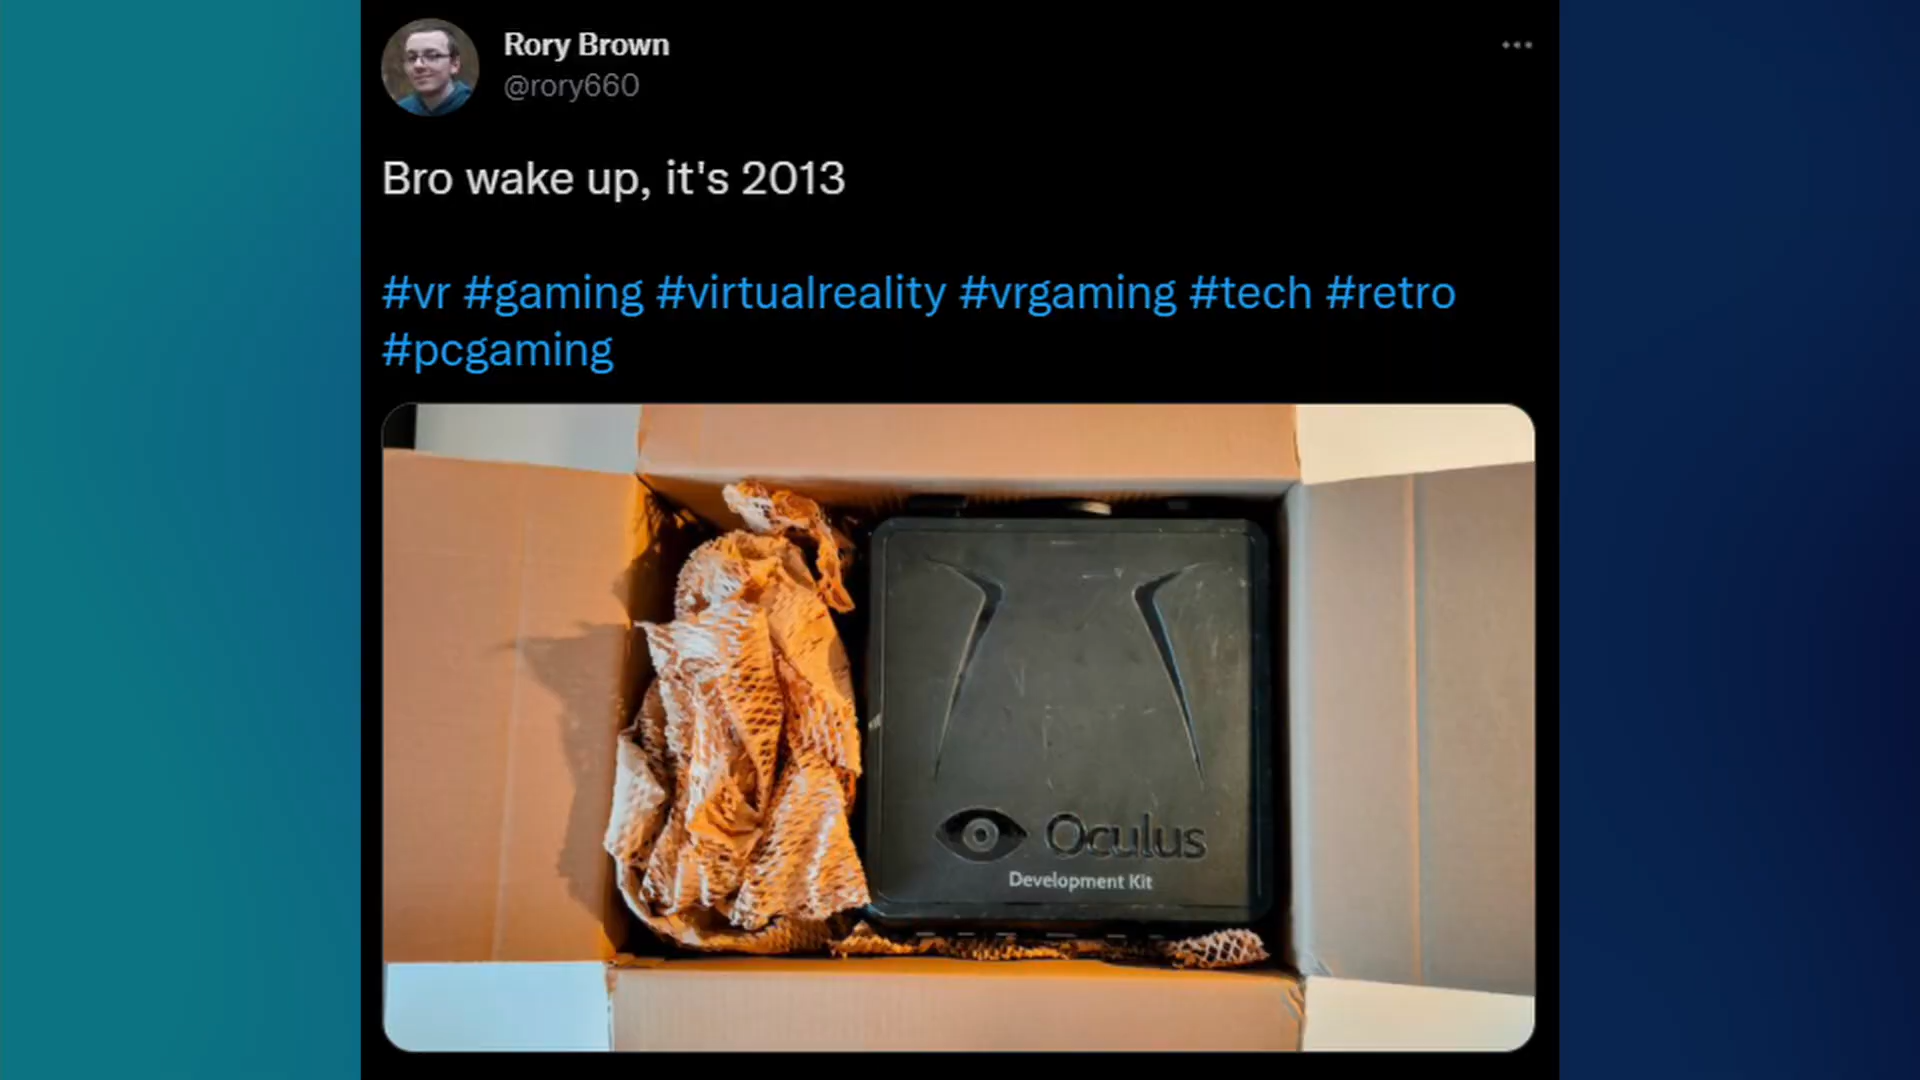 Rory Brown
@rory660
Bro wake up, it's 2013
#vr #gaming #virtualreality #vrgaming #tech #retro
#pcgaming
Oculus
Development Kit